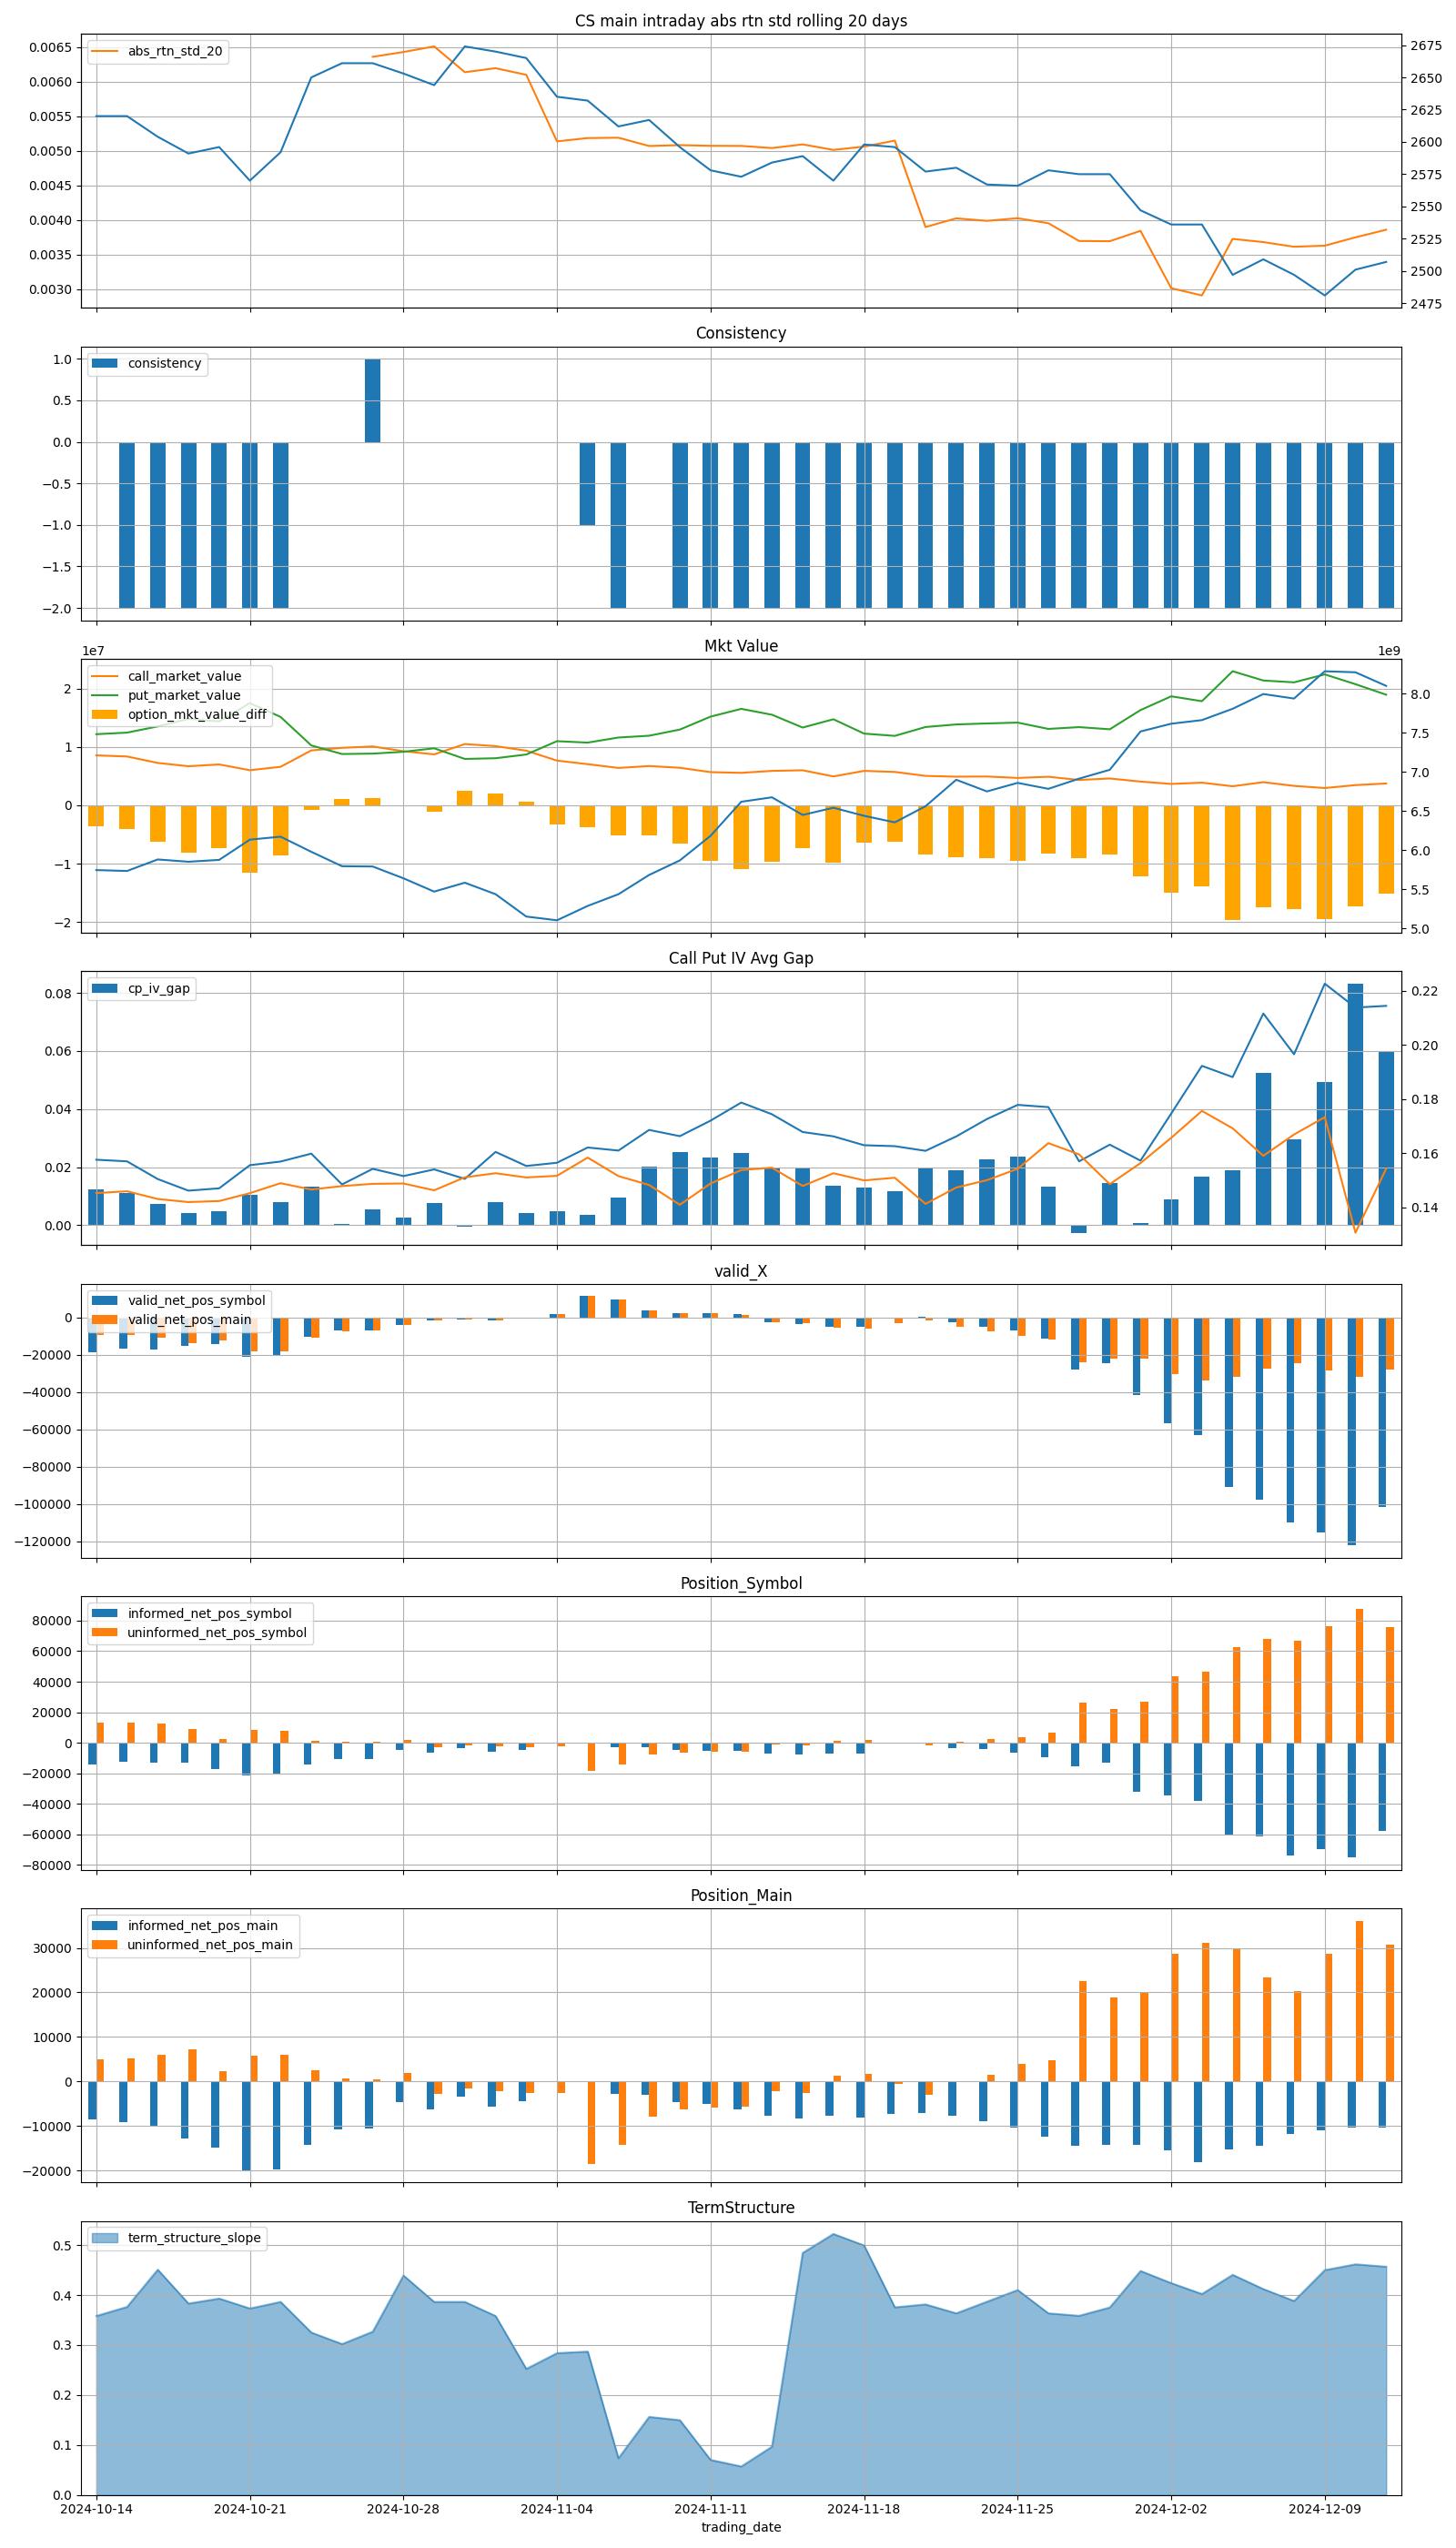 CS main intraday abs rtn std rolling 20 days
abs_rtn_std_20
0.0065
0.0060
0.0055
0.0050
0.0045
0.0040
0.0035
0.0030
2675
2650
2625
2600
2575
2550
2525
2500
2475
Consistency
consistency
1.0
0.5
0.0
−0.5
−1.0
−1.5
−2.0
Mkt Value
1e7
1e9
call_market_value
put_market_value
option_mkt_value_diff
2
1
0
−1
−2
8.0
7.5
7.0
6.5
6.0
5.5
5.0
Call Put IV Avg Gap
cp_iv_gap
0.08
0.06
0.04
0.02
0.00
0.22
0.20
0.18
0.16
0.14
valid_X
valid_net_pos_symbol
valid_net_pos_main
0
−20000
−40000
−60000
−80000
−100000
−120000
Position_Symbol
informed_net_pos_symbol
uninformed_net_pos_symbol
80000
60000
40000
20000
0
−20000
−40000
−60000
−80000
Position_Main
informed_net_pos_main
uninformed_net_pos_main
30000
20000
10000
0
−10000
−20000
TermStructure
term_structure_slope
0.5
0.4
0.3
0.2
0.1
0.0
2024-10-14 2024-10-21 2024-10-28 2024-11-04 2024-11-11 2024-11-18 2024-11-25 2024-12-02 2024-12-09
trading_date